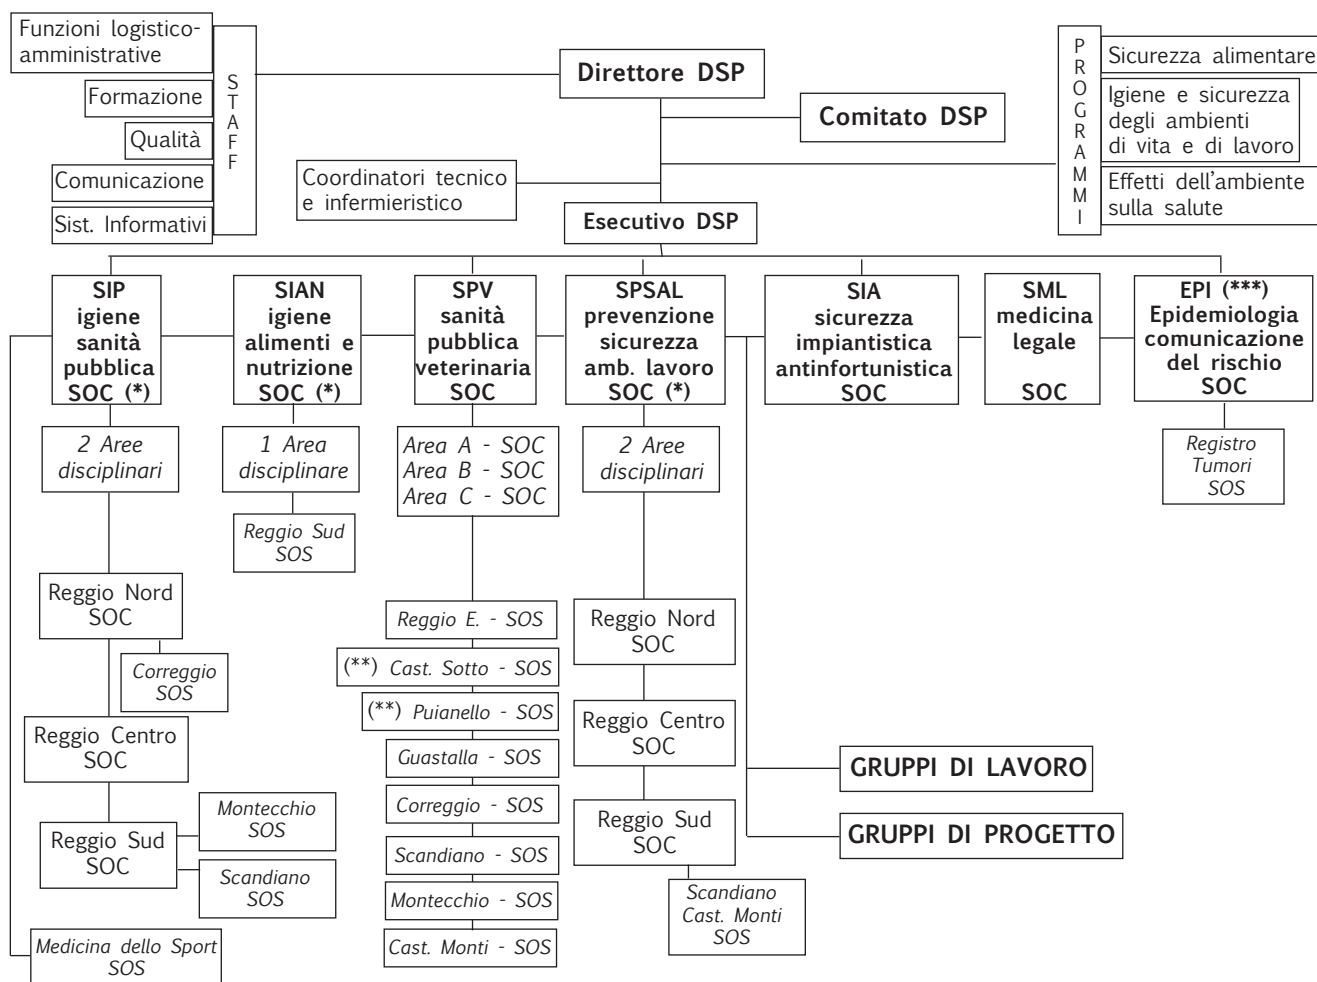 Funzioni logistico-
amministrative
Formazione
Qualità
Comunicazione
Sist. Informativi
STAFF
Direttore DSP
Comitato DSP
Coordinatori tecnico
e infermieristico
Esecutivo DSP
PROGRAMMI
Sicurezza alimentare
Igiene e sicurezza
degli ambienti
di vita e di lavoro
Effetti dell'ambiente
sulla salute
SIP
igiene
sanità
pubblica
SOC (*)
SIAN
igiene
alimenti e
nutrizione
SOC (*)
SPV
sanità
pubblica
veterinaria
SOC
SPSAL
prevenzione
sicurezza
amb. lavoro
SOC (*)
SIA
sicurezza
impiantistica
antinfortunistica
SOC
SML
medicina
legale
SOC
EPI (***)
Epidemiologia
comunicazione
del rischio
SOC
2 Aree
disciplinari
1 Area
disciplinare
Area A - SOC
Area B - SOC
Area C - SOC
2 Aree
disciplinari
Registro
Tumori
SOS
Reggio Sud
SOS
Reggio Nord
SOC
Correggio
SOS
Reggio Centro
SOC
Reggio Sud
SOC
Montecchio
SOS
Scandiano
SOS
Medicina dello Sport
SOS
Reggio E. - SOS
(**) Cast. Sotto - SOS
(**) Puianello - SOS
Guastalla - SOS
Correggio - SOS
Scandiano - SOS
Montecchio - SOS
Cast. Monti - SOS
Reggio Nord
SOC
Reggio Centro
SOC
Reggio Sud
SOC
Scandiano
Cast. Monti
SOS
GRUPPI DI LAVORO
GRUPPI DI PROGETTO